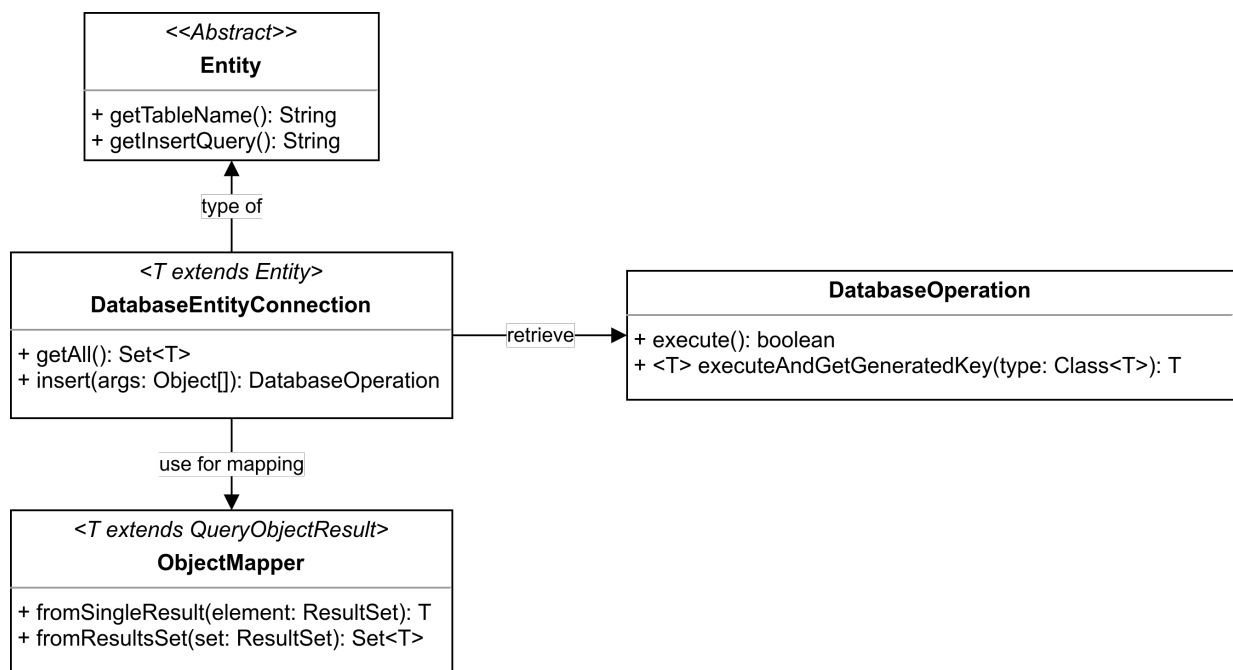 <<Abstract>>
Entity
+ getTableName(): String
+ getInsertQuery(): String
type of
<T extends Entity>
DatabaseEntityConnection
+ getAll(): Set<T>
+ insert(args: Object[]): DatabaseOperation
retrieve
DatabaseOperation
+ execute(): boolean
+ <T> executeAndGetGeneratedKey(type: Class<T>): T
use for mapping
<T extends QueryObjectResult>
ObjectMapper
+ fromSingleResult(element: ResultSet): T
+ fromResultsSet(set: ResultSet): Set<T>